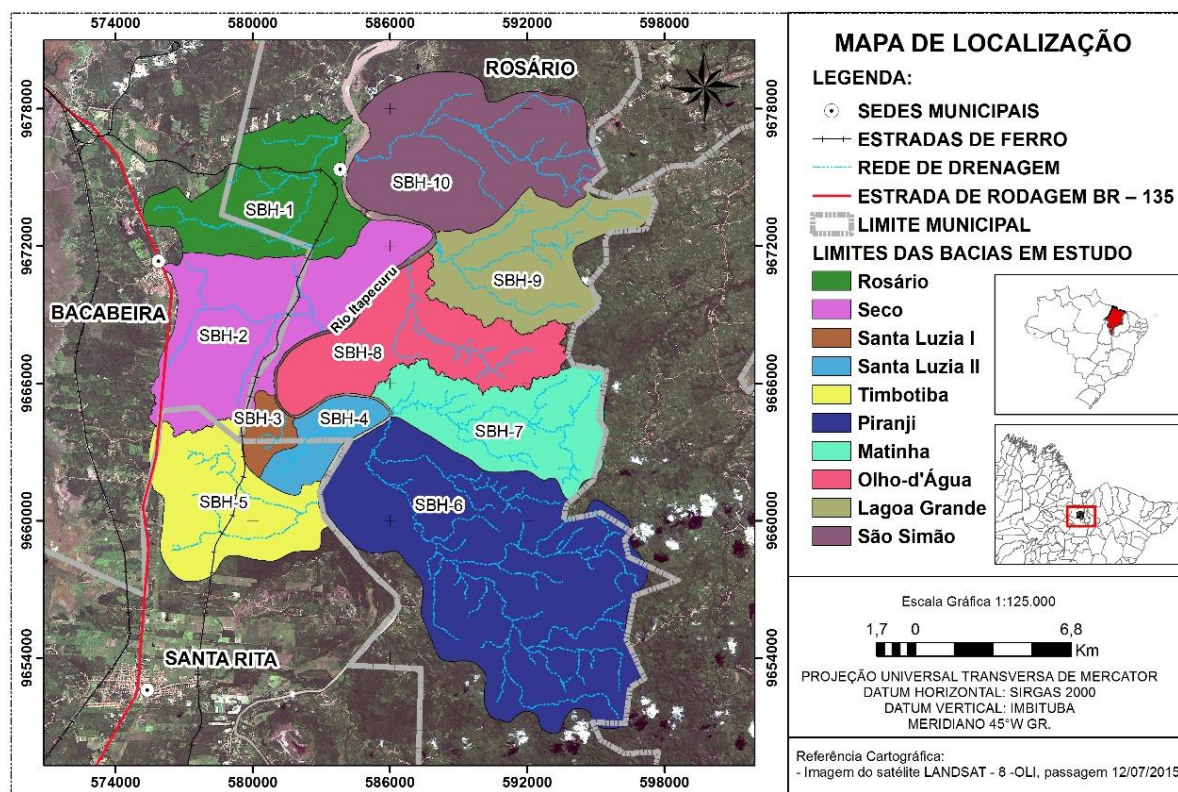 574000 580000 586000 592000 598000
9678000
9672000
9666000
9660000
9654000
ROSÁRIO
SBH-10
SBH-1
SBH-9
BACABEIRA
SBH-2
Rio Itapecuru
SBH-8
SBH-3
SBH-4
SBH-7
SBH-5
SBH-6
SANTA RITA
9678000
9672000
9666000
9660000
9654000
574000 580000 586000 592000 598000
MAPA DE LOCALIZAÇÃO
LEGENDA:
SEDES MUNICIPAIS
ESTRADAS DE FERRO
REDE DE DRENAGEM
ESTRADA DE RODAGEM BR – 135
LIMITE MUNICIPAL
LIMITES DAS BACIAS EM ESTUDO
Rosário
Seco
Santa Luzia I
Santa Luzia II
Timbotiba
Piranji
Matinha
Olho-d'Água
Lagoa Grande
São Simão
Escala Gráfica 1:125.000
1,7 0 6,8
Km
PROJEÇÃO UNIVERSAL TRANSVERSA DE MERCATOR
DATUM HORIZONTAL: SIRGAS 2000
DATUM VERTICAL: IMBITUBA
MERIDIANO 45°W GR.
Referência Cartográfica:
- Imagem do satélite LANDSAT - 8 -OLI, passagem 12/07/2015